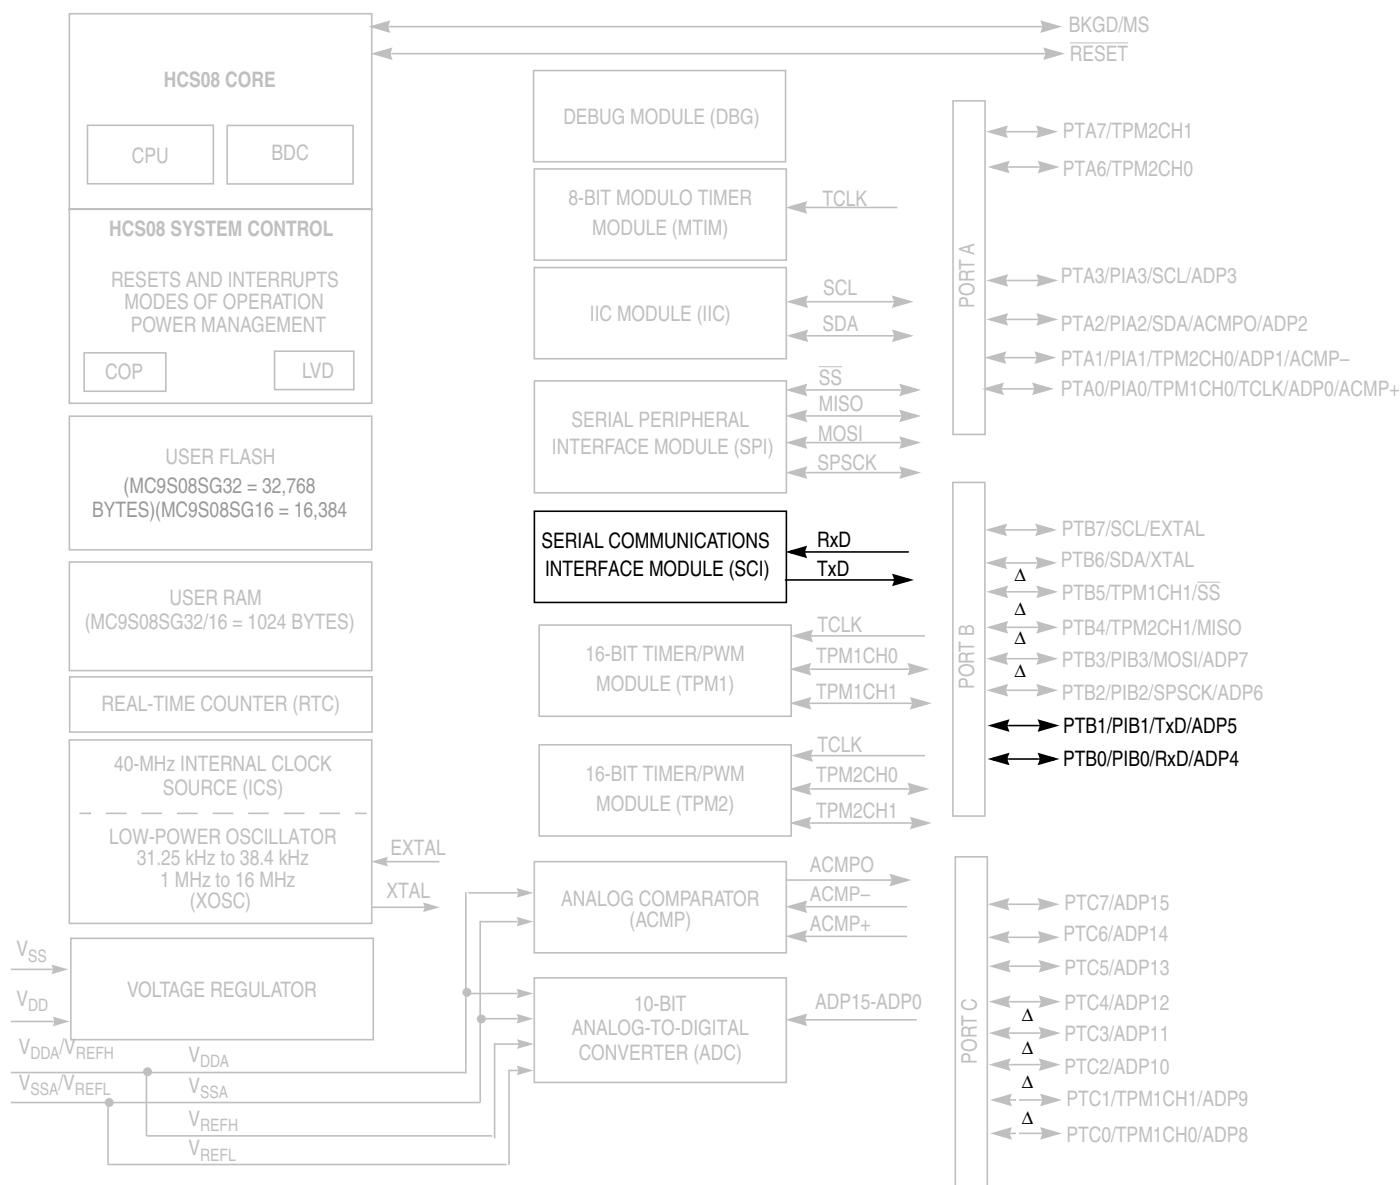 BKGD/MS
RESET
HCS08 CORE
CPU
BDC
HCS08 SYSTEM CONTROL
RESETS AND INTERRUPTS
MODES OF OPERATION
POWER MANAGEMENT
COP
LVD
USER FLASH
(MC9S08SG32 = 32,768
BYTES)(MC9S08SG16 = 16,384
USER RAM
(MC9S08SG32/16 = 1024 BYTES)
REAL-TIME COUNTER (RTC)
40-MHz INTERNAL CLOCK
SOURCE (ICS)
LOW-POWER OSCILLATOR
31.25 kHz to 38.4 kHz
1 MHz to 16 MHz
(XOSC)
EXTAL
XTAL
VSS
VDD
VOLTAGE REGULATOR
VDDA/VREFH
VSSA/VREFL
VDDA
VSSA
VREFH
VREFL
DEBUG MODULE (DBG)
8-BIT MODULO TIMER
MODULE (MTIM)
TCLK
IIC MODULE (IIC)
SCL
SDA
SERIAL PERIPHERAL
INTERFACE MODULE (SPI)
SS
MISO
MOSI
SPSCK
SERIAL COMMUNICATIONS
INTERFACE MODULE (SCI)
RxD
TxD
16-BIT TIMER/PWM
MODULE (TPM1)
TCLK
TPM1CH0
TPM1CH1
16-BIT TIMER/PWM
MODULE (TPM2)
TCLK
TPM2CH0
TPM2CH1
ANALOG COMPARATOR
(ACMP)
ACMPO
ACMP–
ACMP+
10-BIT
ANALOG-TO-DIGITAL
CONVERTER (ADC)
ADP15-ADP0
PORT A
PTA7/TPM2CH1
PTA6/TPM2CH0
PTA3/PIA3/SCL/ADP3
PTA2/PIA2/SDA/ACMPO/ADP2
PTA1/PIA1/TPM2CH0/ADP1/ACMP–
PTA0/PIA0/TPM1CH0/TCLK/ADP0/ACMP+
PORT B
PTB7/SCL/EXTAL
PTB6/SDA/XTAL
Δ
PTB5/TPM1CH1/SS
Δ
PTB4/TPM2CH1/MISO
Δ
PTB3/PIB3/MOSI/ADP7
Δ
PTB2/PIB2/SPSCK/ADP6
PTB1/PIB1/TxD/ADP5
PTB0/PIB0/RxD/ADP4
PORT C
PTC7/ADP15
PTC6/ADP14
PTC5/ADP13
PTC4/ADP12
Δ
PTC3/ADP11
Δ
PTC2/ADP10
Δ
PTC1/TPM1CH1/ADP9
Δ
PTC0/TPM1CH0/ADP8